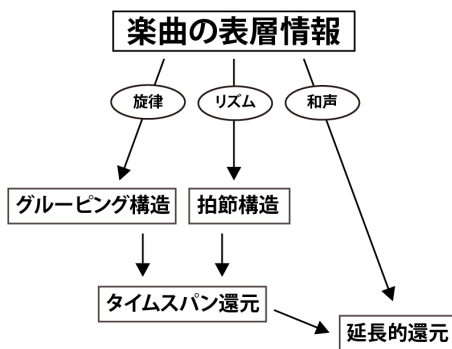 楽曲の表層情報
旋律
リズム
和声
グルーピング構造
拍節構造
タイムスパン還元
延長的還元